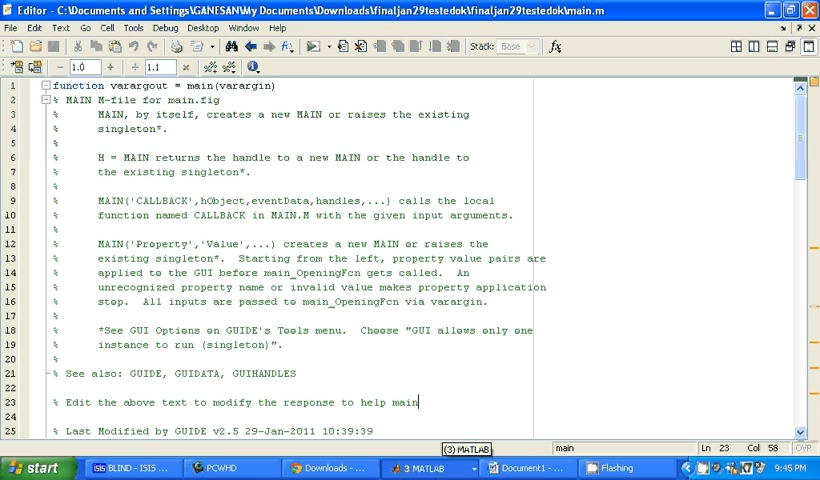 Editor - C:\Documents and Settings\GANESAN\My Documents\Downloads\finaljan29testedok\finaljan29testedok\main.m
File Edit Text Go Cell Tools Debug Desktop Window Help
Stack: Base
1.0 1.1
1 function varargout = main(varargin)
2 % MAIN M-file for main.fig
3 % MAIN, by itself, creates a new MAIN or raises the existing
4 % singleton*.
5 %
6 % H = MAIN returns the handle to a new MAIN or the handle to
7 % the existing singleton*.
8 %
9 % MAIN('CALLBACK',hObject,eventData,handles,...) calls the local
10 % function named CALLBACK in MAIN.M with the given input arguments.
11 %
12 % MAIN('Property','Value',...) creates a new MAIN or raises the
13 % existing singleton*. Starting from the left, property value pairs are
14 % applied to the GUI before main_OpeningFcn gets called. An
15 % unrecognized property name or invalid value makes property application
16 % stop. All inputs are passed to main_OpeningFcn via varargin.
17 %
18 % *See GUI Options on GUIDE's Tools menu. Choose "GUI allows only one
19 % instance to run (singleton)".
20 %
21 % See also: GUIDE, GUIDATA, GUIHANDLES
22
23 % Edit the above text to modify the response to help main
24
25 % Last Modified by GUIDE v2.5 29-Jan-2011 10:39:39
(3) MATLAB main Ln 23 Col 58 OVR
start ISIS BLIND - ISIS ... PCWHD Downloads - ... 3 MATLAB Document1 - ... Flashing 9:45 PM